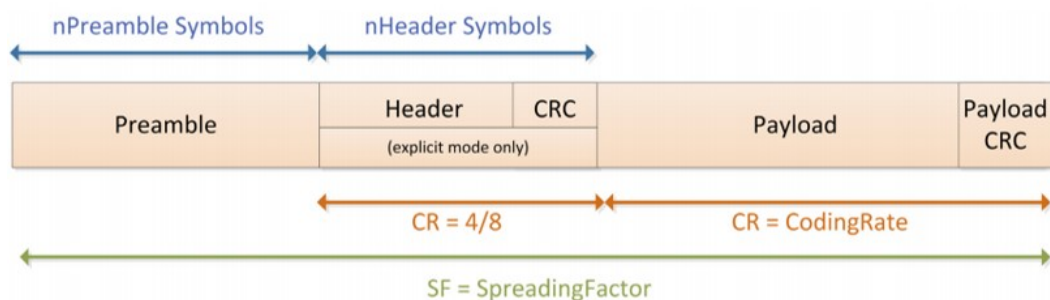 nPreamble Symbols
nHeader Symbols
Preamble
Header
CRC
(explicit mode only)
Payload
Payload
CRC
CR = 4/8
CR = CodingRate
SF = SpreadingFactor